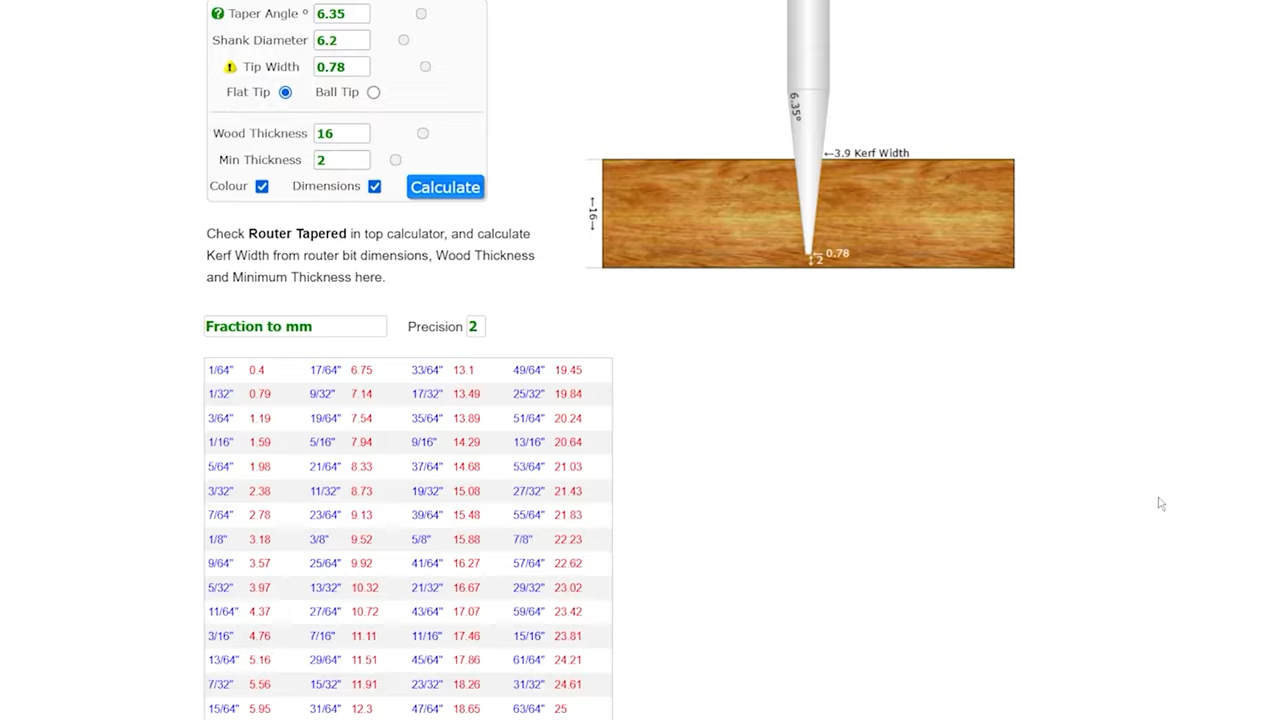 Taper Angle º 6.35
Shank Diameter 6.2
Tip Width 0.78
Flat Tip Ball Tip
Wood Thickness 16
Min Thickness 2
Colour Dimensions Calculate
6.35º
←3.9 Kerf Width
←16→
←0.78
↕2
Check Router Tapered in top calculator, and calculate
Kerf Width from router bit dimensions, Wood Thickness
and Minimum Thickness here.
Fraction to mm Precision 2
1/64" 0.4 17/64" 6.75 33/64" 13.1 49/64" 19.45
1/32" 0.79 9/32" 7.14 17/32" 13.49 25/32" 19.84
3/64" 1.19 19/64" 7.54 35/64" 13.89 51/64" 20.24
1/16" 1.59 5/16" 7.94 9/16" 14.29 13/16" 20.64
5/64" 1.98 21/64" 8.33 37/64" 14.68 53/64" 21.03
3/32" 2.38 11/32" 8.73 19/32" 15.08 27/32" 21.43
7/64" 2.78 23/64" 9.13 39/64" 15.48 55/64" 21.83
1/8" 3.18 3/8" 9.52 5/8" 15.88 7/8" 22.23
9/64" 3.57 25/64" 9.92 41/64" 16.27 57/64" 22.62
5/32" 3.97 13/32" 10.32 21/32" 16.67 29/32" 23.02
11/64" 4.37 27/64" 10.72 43/64" 17.07 59/64" 23.42
3/16" 4.76 7/16" 11.11 11/16" 17.46 15/16" 23.81
13/64" 5.16 29/64" 11.51 45/64" 17.86 61/64" 24.21
7/32" 5.56 15/32" 11.91 23/32" 18.26 31/32" 24.61
15/64" 5.95 31/64" 12.3 47/64" 18.65 63/64" 25